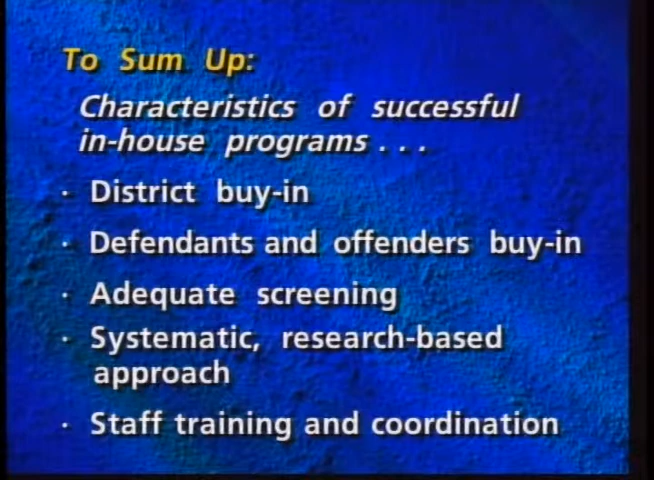 To Sum Up:
Characteristics of successful
in-house programs . . .
· District buy-in
· Defendants and offenders buy-in
· Adequate screening
· Systematic, research-based
approach
· Staff training and coordination